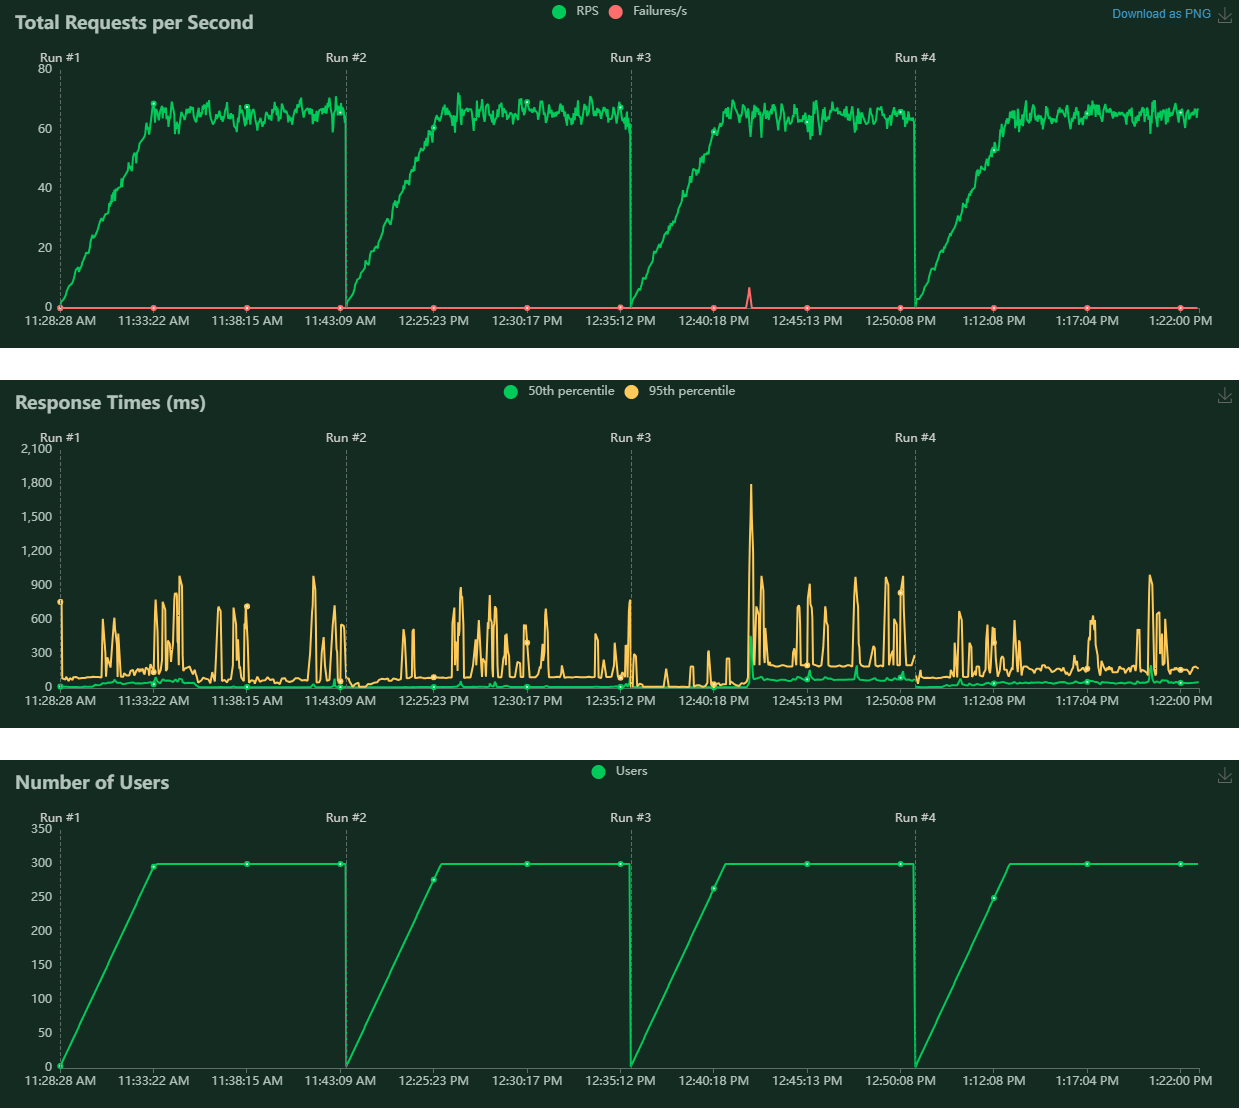 Total Requests per Second
RPS Failures/s
Download as PNG
Run #1 Run #2 Run #3 Run #4
80
60
40
20
0
11:28:28 AM 11:33:22 AM 11:38:15 AM 11:43:09 AM 12:25:23 PM 12:30:17 PM 12:35:12 PM 12:40:18 PM 12:45:13 PM 12:50:08 PM 1:12:08 PM 1:17:04 PM 1:22:00 PM
Response Times (ms)
50th percentile 95th percentile
Run #1 Run #2 Run #3 Run #4
2,100
1,800
1,500
1,200
900
600
300
0
11:28:28 AM 11:33:22 AM 11:38:15 AM 11:43:09 AM 12:25:23 PM 12:30:17 PM 12:35:12 PM 12:40:18 PM 12:45:13 PM 12:50:08 PM 1:12:08 PM 1:17:04 PM 1:22:00 PM
Number of Users
Users
Run #1 Run #2 Run #3 Run #4
350
300
250
200
150
100
50
0
11:28:28 AM 11:33:22 AM 11:38:15 AM 11:43:09 AM 12:25:23 PM 12:30:17 PM 12:35:12 PM 12:40:18 PM 12:45:13 PM 12:50:08 PM 1:12:08 PM 1:17:04 PM 1:22:00 PM